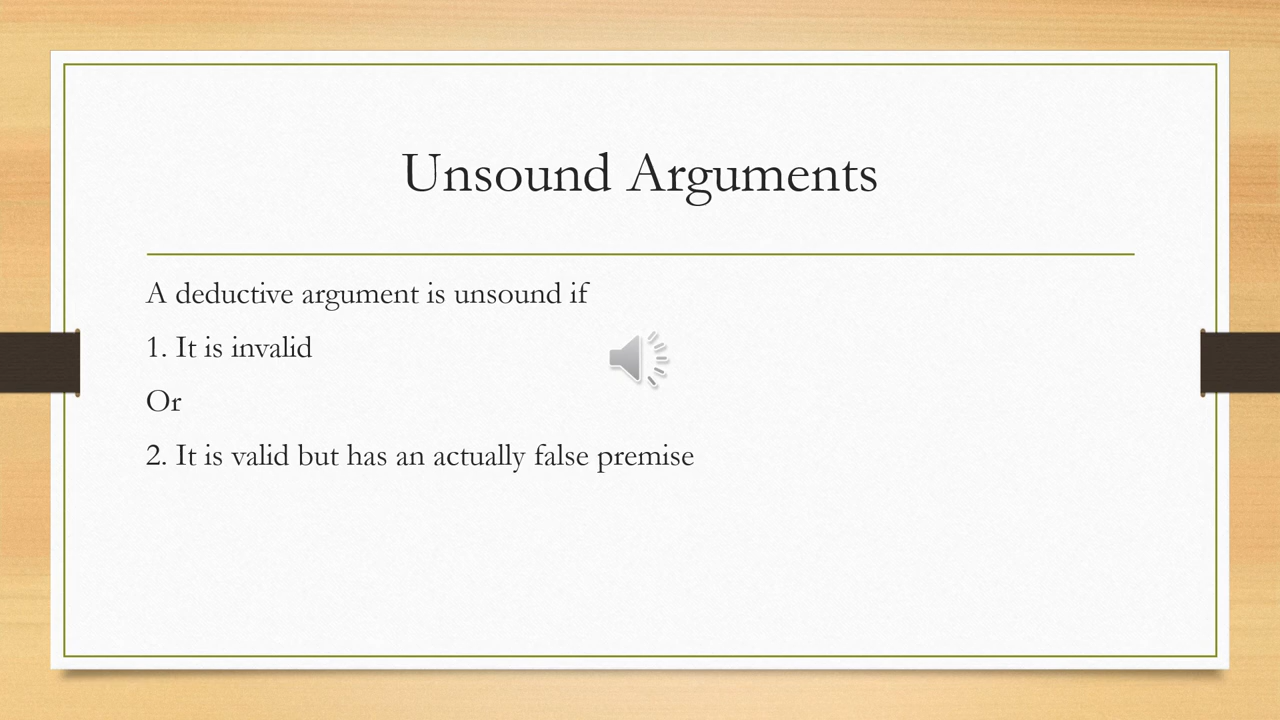 Unsound Arguments
A deductive argument is unsound if
1. It is invalid
Or
2. It is valid but has an actually false premise